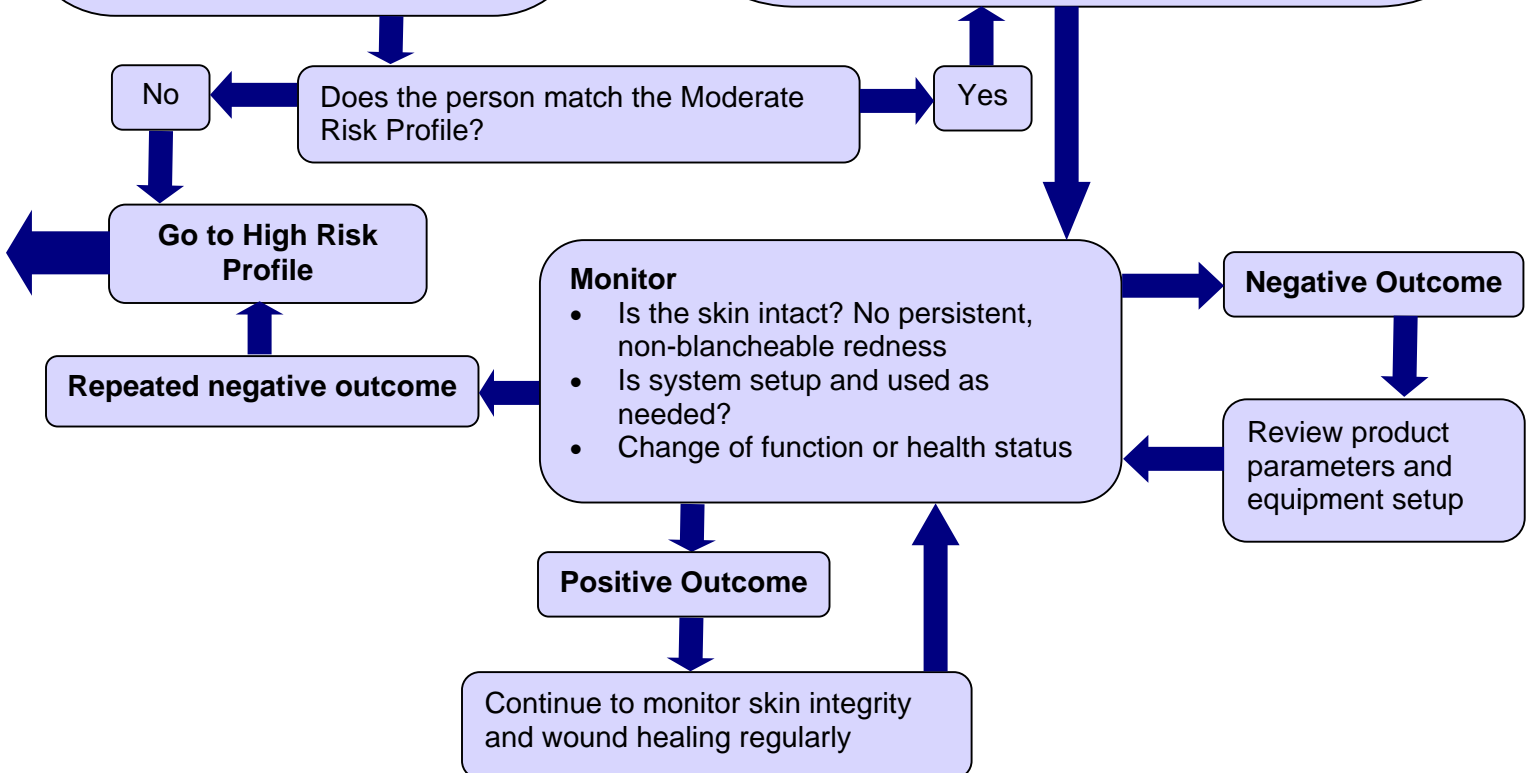 No
Does the person match the Moderate
Risk Profile?
Yes
Go to High Risk
Profile
Monitor
• Is the skin intact? No persistent,
non-blancheable redness
• Is system setup and used as
needed?
• Change of function or health status
Negative Outcome
Repeated negative outcome
Review product
parameters and
equipment setup
Positive Outcome
Continue to monitor skin integrity
and wound healing regularly